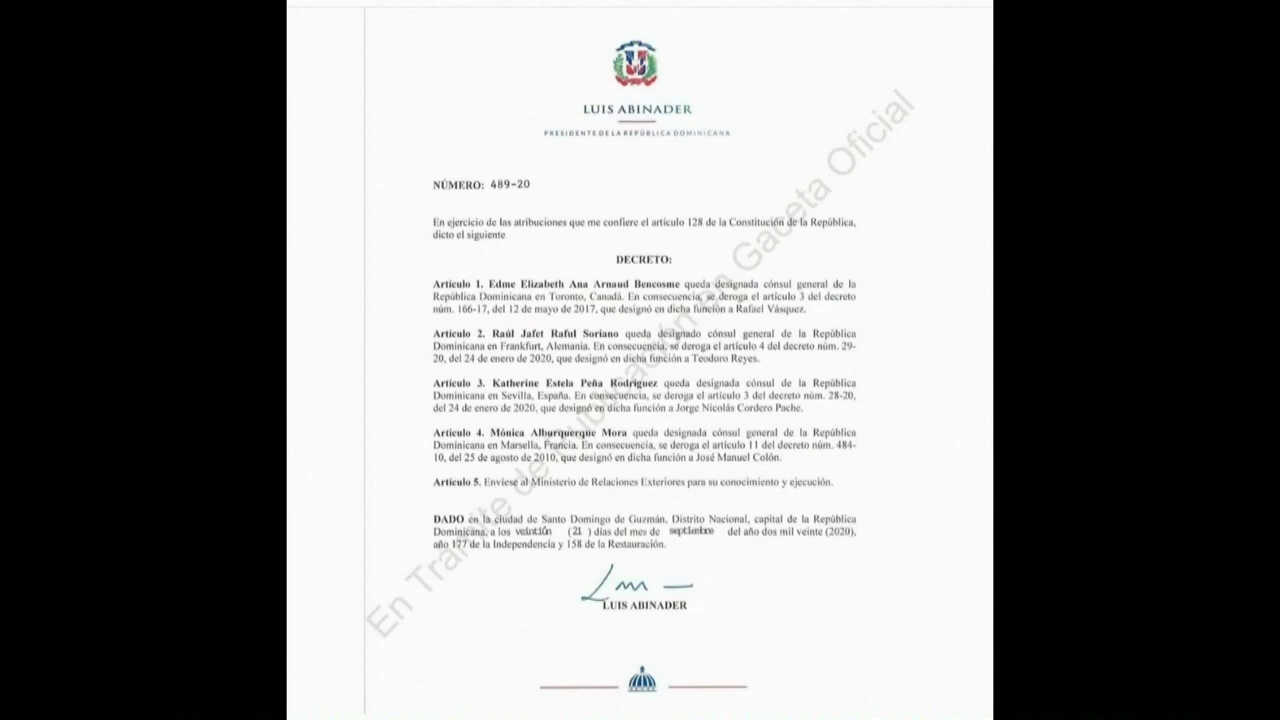 LUIS ABINADER
PRESIDENTE DE LA REPÚBLICA DOMINICANA
NÚMERO: 489-20
En ejercicio de las atribuciones que me confiere el artículo 128 de la Constitución de la República,
dicto el siguiente
DECRETO:
Artículo 1. Edme Elizabeth Ana Arnaud Bencosme queda designada cónsul general de la
República Dominicana en Toronto, Canadá. En consecuencia, se deroga el artículo 3 del decreto
núm. 166-17, del 12 de mayo de 2017, que designó en dicha función a Rafael Vásquez.
Artículo 2. Raúl Jafet Raful Soriano queda designado cónsul general de la República
Dominicana en Frankfurt, Alemania. En consecuencia, se deroga el artículo 4 del decreto núm. 29-
20, del 24 de enero de 2020, que designó en dicha función a Teodoro Reyes.
Artículo 3. Katherine Estela Peña Rodríguez queda designada cónsul de la República
Dominicana en Sevilla, España. En consecuencia, se deroga el artículo 3 del decreto núm. 28-20,
del 24 de enero de 2020, que designó en dicha función a Jorge Nicolás Cordero Pache.
Artículo 4. Mónica Alburquerque Mora queda designada cónsul general de la República
Dominicana en Marsella, Francia. En consecuencia, se deroga el artículo 11 del decreto núm. 484-
10, del 25 de agosto de 2010, que designó en dicha función a José Manuel Colón.
Artículo 5. Envíese al Ministerio de Relaciones Exteriores para su conocimiento y ejecución.
DADO en la ciudad de Santo Domingo de Guzmán, Distrito Nacional, capital de la República
Dominicana, a los veintiún (21 ) días del mes de septiembre del año dos mil veinte (2020),
año 177 de la Independencia y 158 de la Restauración.
LUIS ABINADER
En Trámite de Publicación en Gaceta Oficial